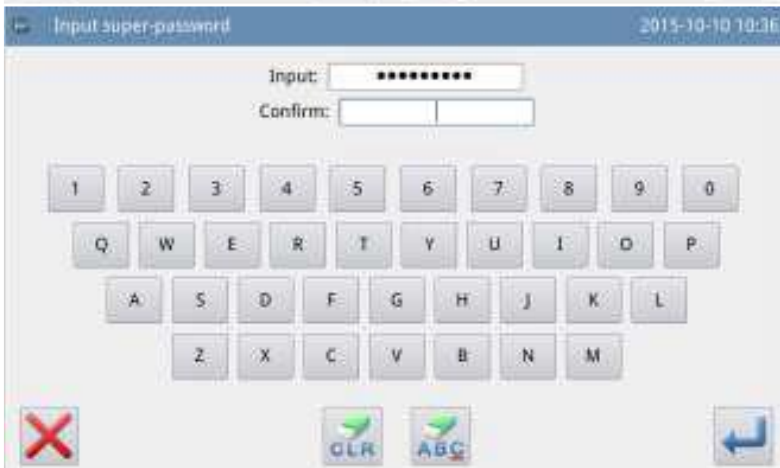 Input super-password 2015-10-10 10:36
Input: •••••••••
Confirm:
1 2 3 4 5 6 7 8 9 0
Q W E R T Y U I O P
A S D F G H J K L
Z X C V B N M
CLR ABC